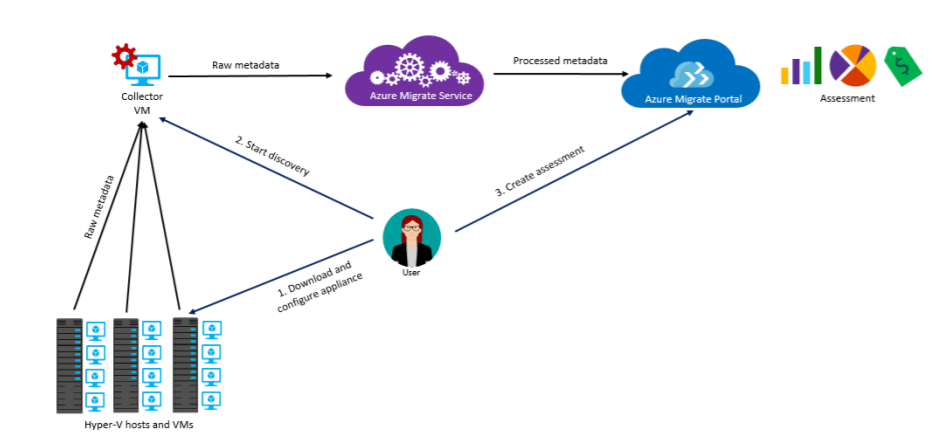 Raw metadata
Processed metadata
Collector
VM
Azure Migrate Service
Azure Migrate Portal
Assessment
2. Start discovery
3. Create assessment
Raw metadata
User
1. Download and
configure appliance
Hyper-V hosts and VMs